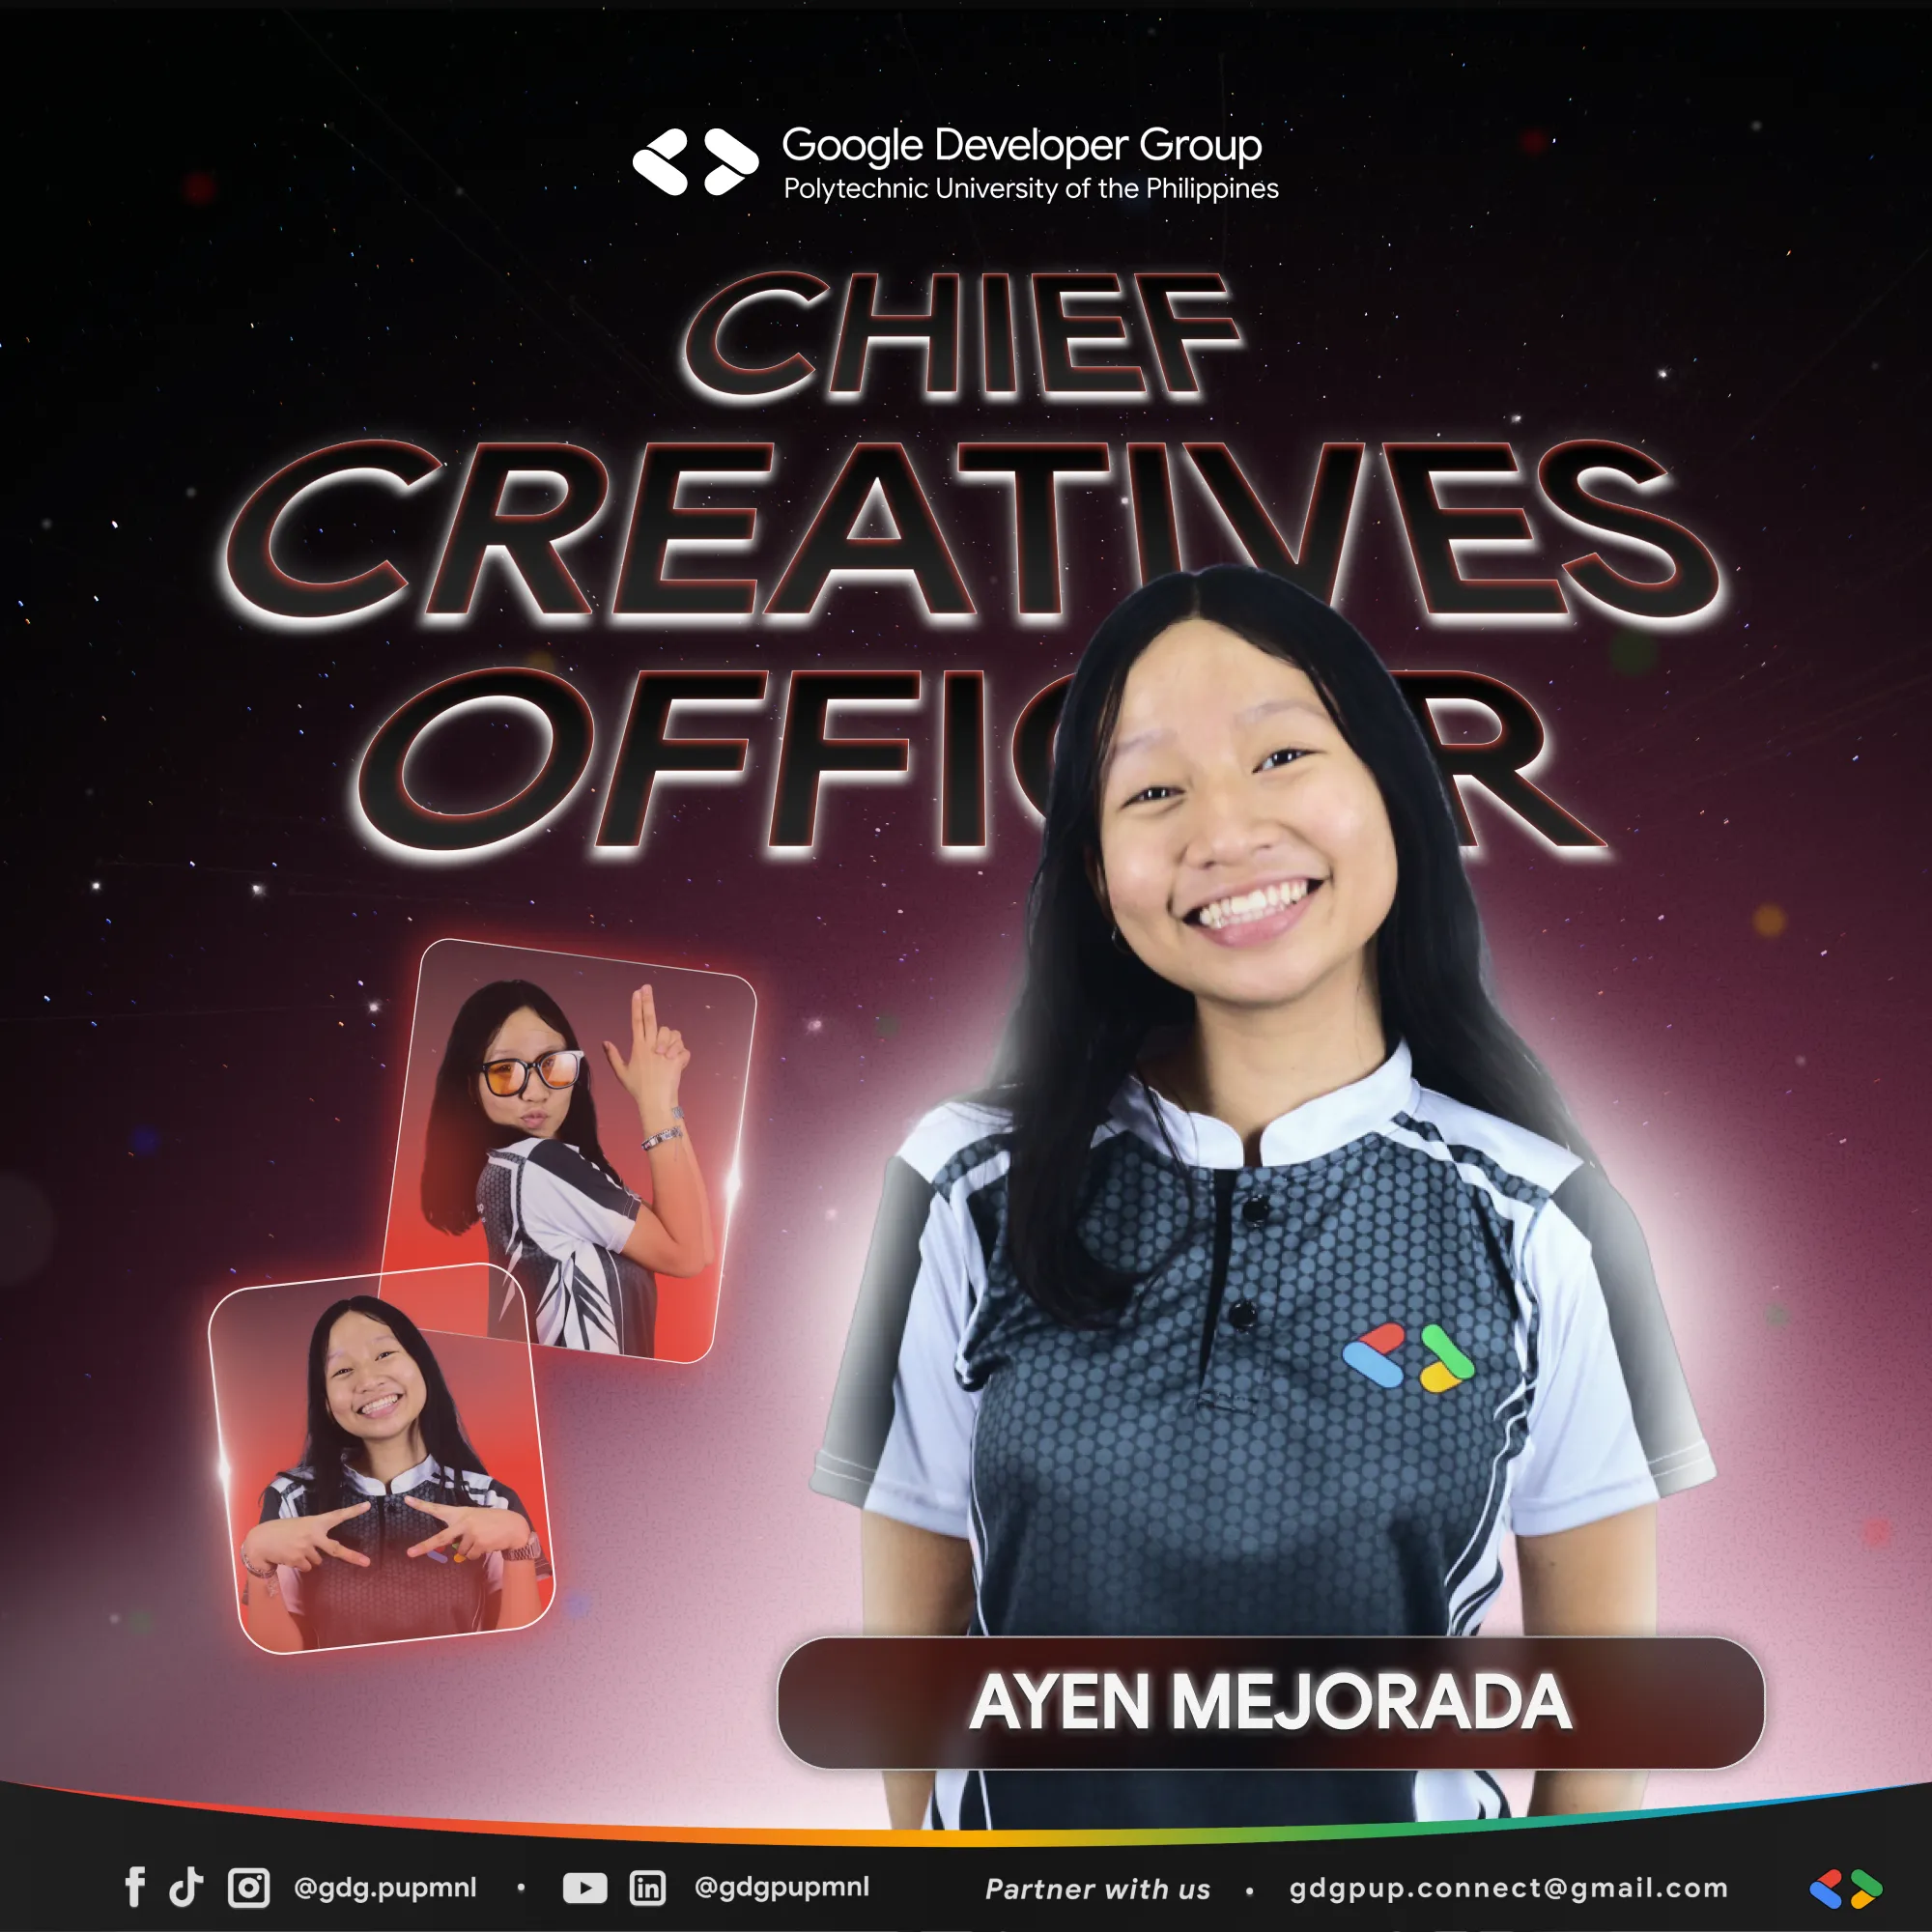 Google Developer Group
Polytechnic University of the Philippines
CHIEF
CREATIVES
OFFICER
AYEN MEJORADA
@gdg.pupmnl • @gdgpupmnl
Partner with us • gdgpup.connect@gmail.com